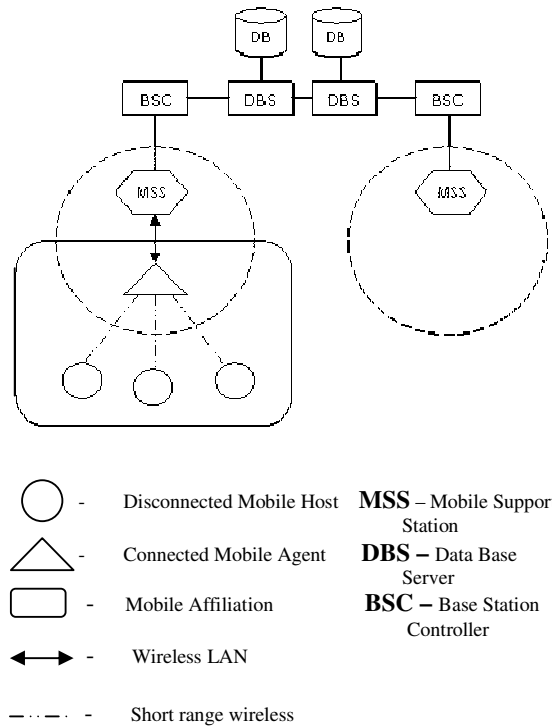 DB DB
BSC DBS DBS BSC
MSS MSS
- Disconnected Mobile Host MSS – Mobile Suppor
Station
- Connected Mobile Agent DBS – Data Base
Server
- Mobile Affiliation BSC – Base Station
Controller
- Wireless LAN
- Short range wireless